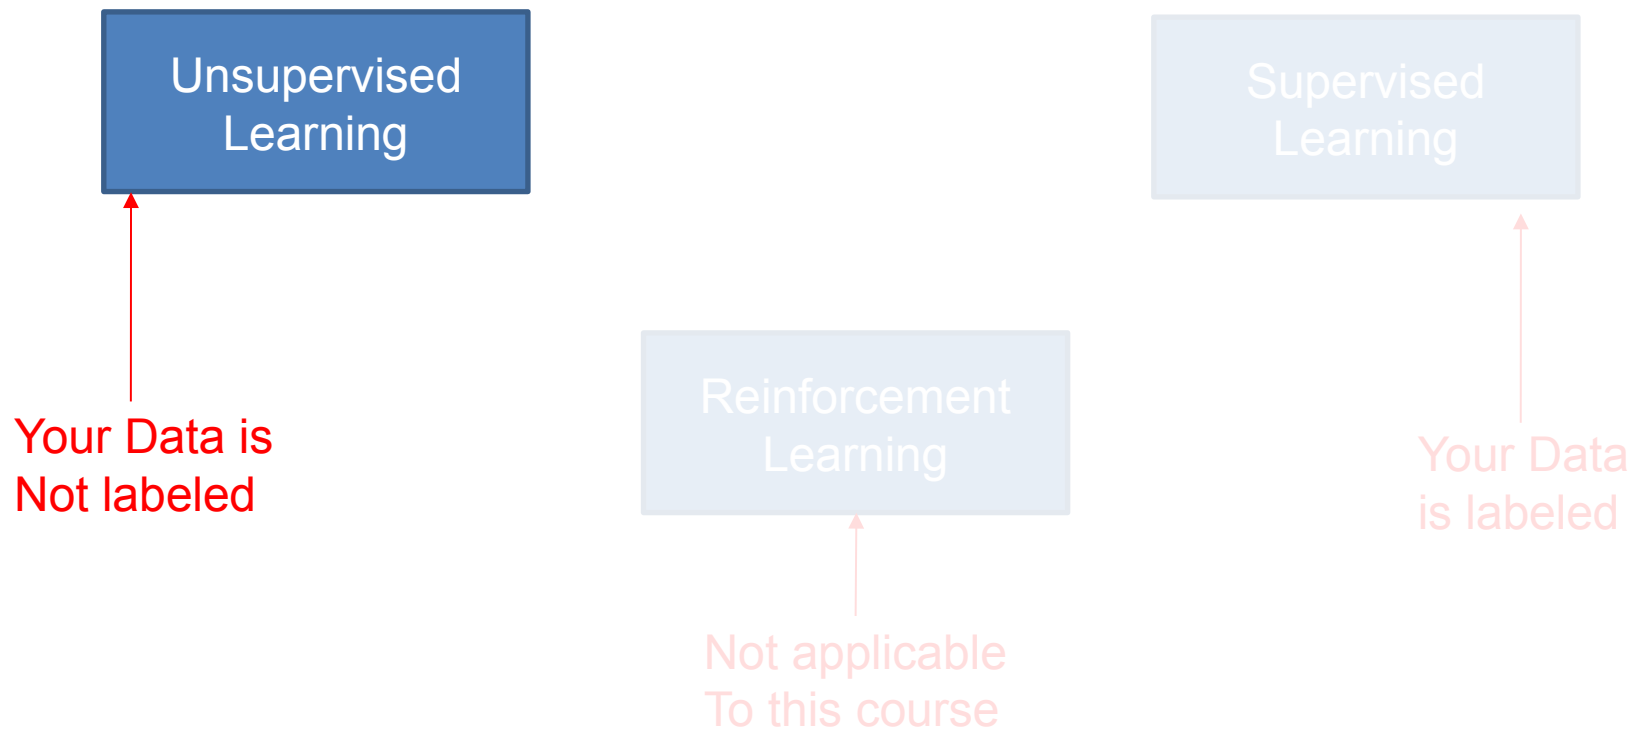 Unsupervised
Learning
Supervised
Learning
Your Data is
Not labeled
Reinforcement
Learning
Your Data
is labeled
Not applicable
To this course